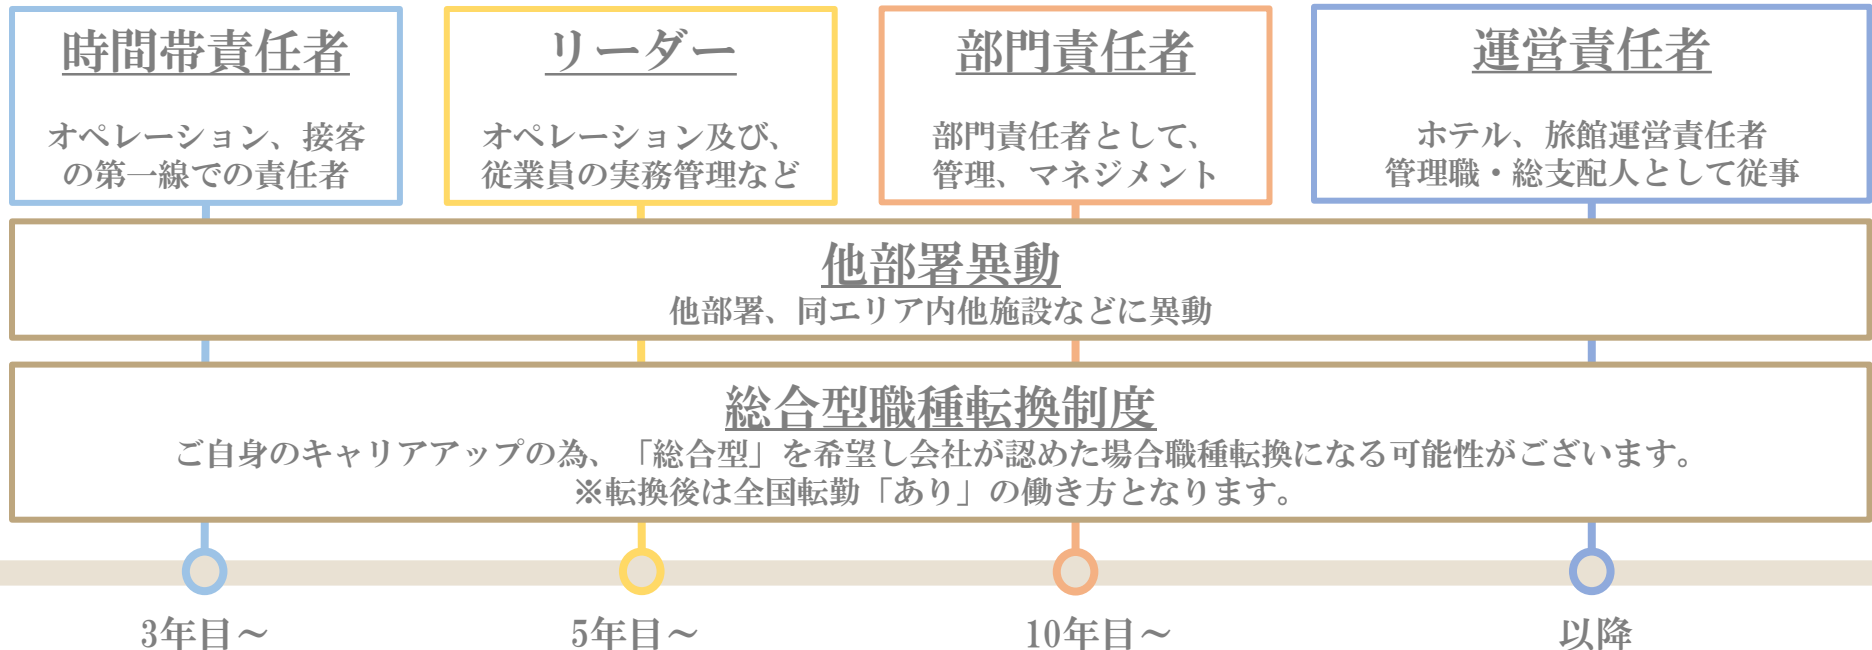 時間帯責任者
オペレーション、接客
の第一線での責任者
リーダー
オペレーション及び、
従業員の実務管理など
部門責任者
部門責任者として、
管理、マネジメント
運営責任者
ホテル、旅館運営責任者
管理職・総支配人として従事
他部署異動
他部署、同エリア内他施設などに異動
総合型職種転換制度
ご自身のキャリアアップの為、「総合型」を希望し会社が認めた場合職種転換になる可能性がございます。
※転換後は全国転勤「あり」の働き方となります。
3年目～
5年目～
10年目～
以降